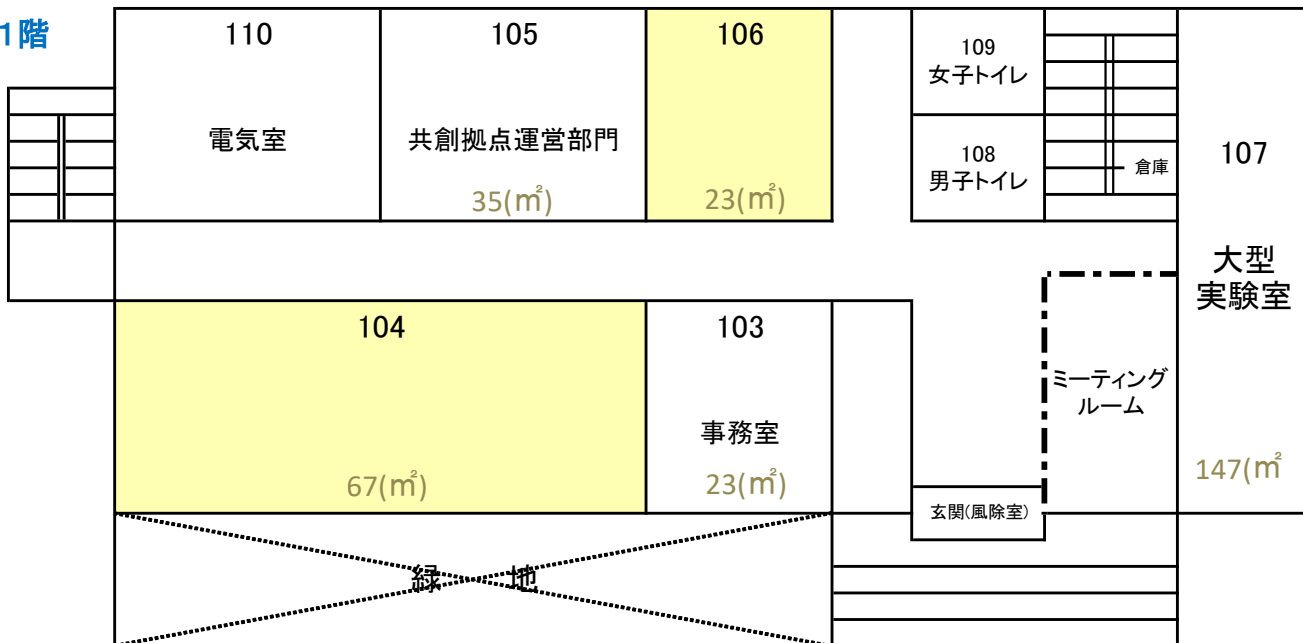 1階
110
電気室
105
共創拠点運営部門
35(㎡)
106
23(㎡)
109
女子トイレ
108
男子トイレ
倉庫
107
大型
実験室
147(㎡
104
67(㎡)
103
事務室
23(㎡)
ミーティング
ルーム
玄関(風除室)
緑　地